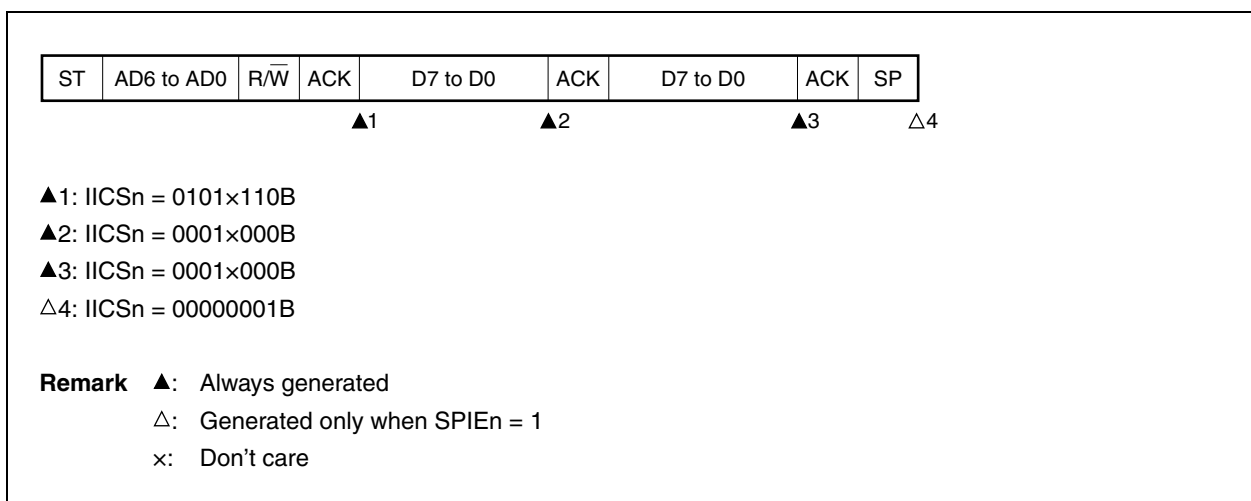 ST AD6 to AD0 R/W̅ ACK D7 to D0 ACK D7 to D0 ACK SP
▲1 ▲2 ▲3 △4
▲1: IICSn = 0101×110B
▲2: IICSn = 0001×000B
▲3: IICSn = 0001×000B
△4: IICSn = 00000001B
Remark ▲: Always generated
△: Generated only when SPIEn = 1
×: Don't care